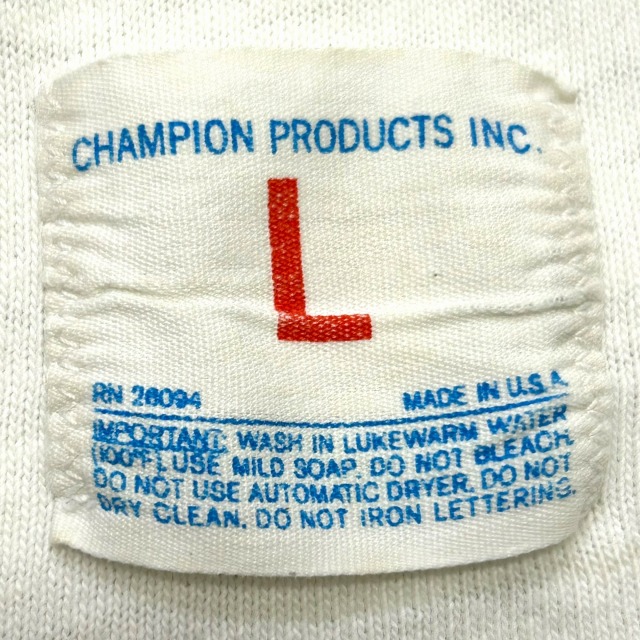 CHAMPION PRODUCTS INC.
L
RN 26094 MADE IN U.S.A.
IMPORTANT: WASH IN LUKEWARM WATER
(100°F) USE MILD SOAP. DO NOT BLEACH.
DO NOT USE AUTOMATIC DRYER. DO NOT
DRY CLEAN. DO NOT IRON LETTERING.